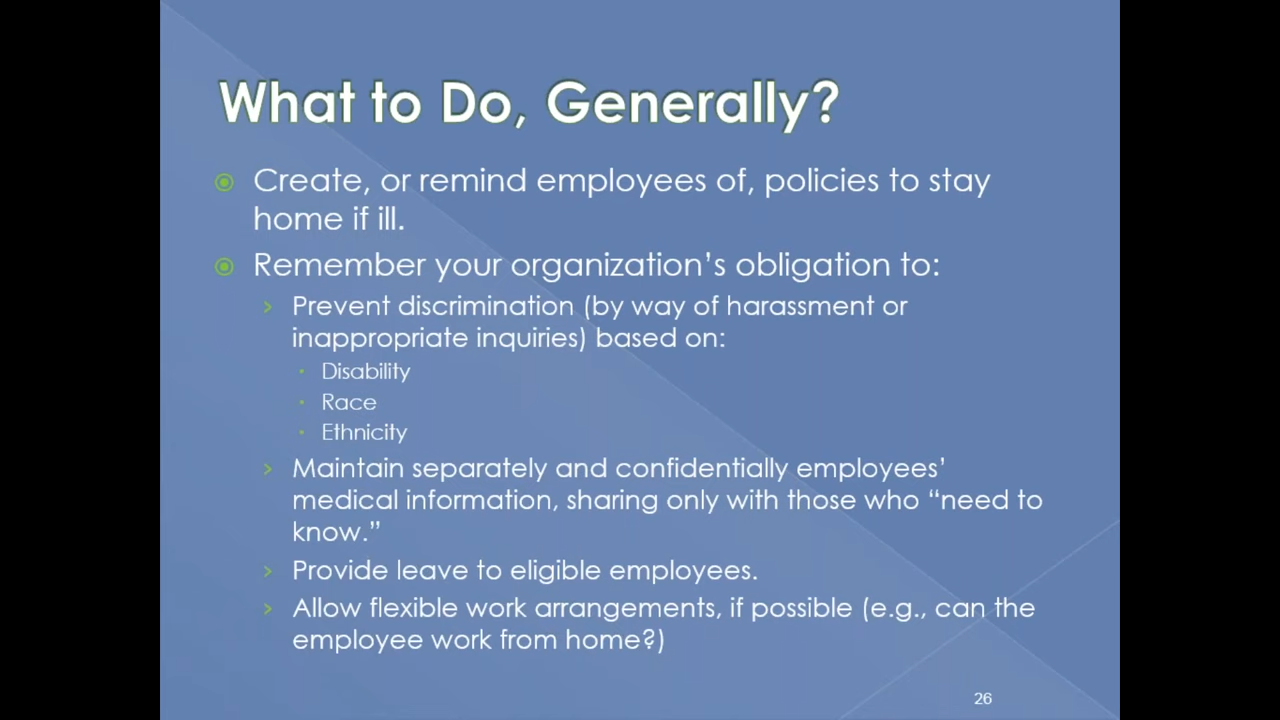 What to Do, Generally?
Create, or remind employees of, policies to stay
home if ill.
Remember your organization’s obligation to:
Prevent discrimination (by way of harassment or
inappropriate inquiries) based on:
Disability
Race
Ethnicity
Maintain separately and confidentially employees’
medical information, sharing only with those who “need to
know.”
Provide leave to eligible employees.
Allow flexible work arrangements, if possible (e.g., can the
employee work from home?)
26